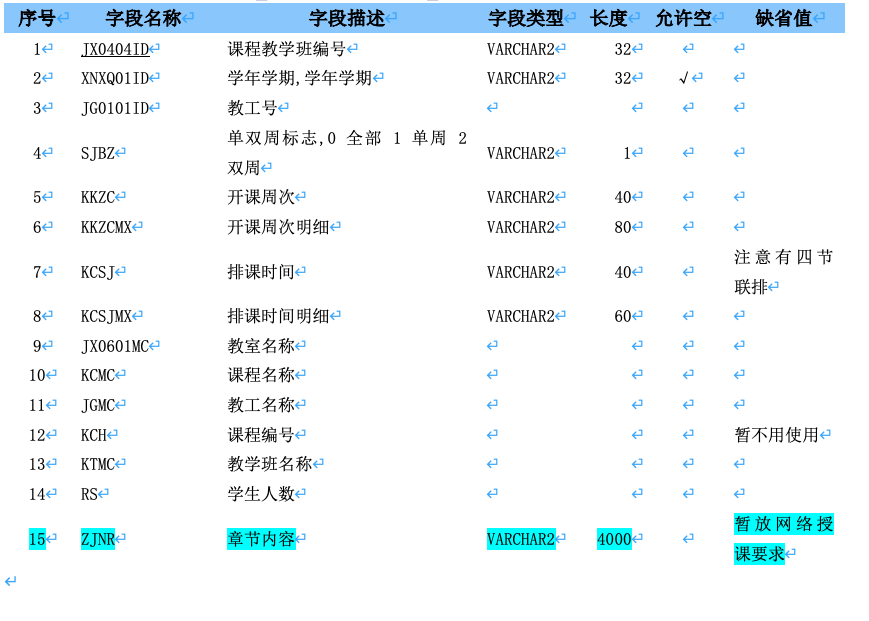 序号 字段名称 字段描述 字段类型 长度 允许空 缺省值
1 JX0404ID 课程教学班编号 VARCHAR2 32
2 XNXQ01ID 学年学期,学年学期 VARCHAR2 32 √
3 JG0101ID 教工号
4 SJBZ 单双周标志,0 全部 1 单周 2 双周 VARCHAR2 1
5 KKZC 开课周次 VARCHAR2 40
6 KKZCMX 开课周次明细 VARCHAR2 80
7 KCSJ 排课时间 VARCHAR2 40 注意有四节联排
8 KCSJMX 排课时间明细 VARCHAR2 60
9 JX0601MC 教室名称
10 KCMC 课程名称
11 JGMC 教工名称
12 KCH 课程编号 暂不用使用
13 KTMC 教学班名称
14 RS 学生人数
15 ZJNR 章节内容 VARCHAR2 4000 暂放网络授课要求